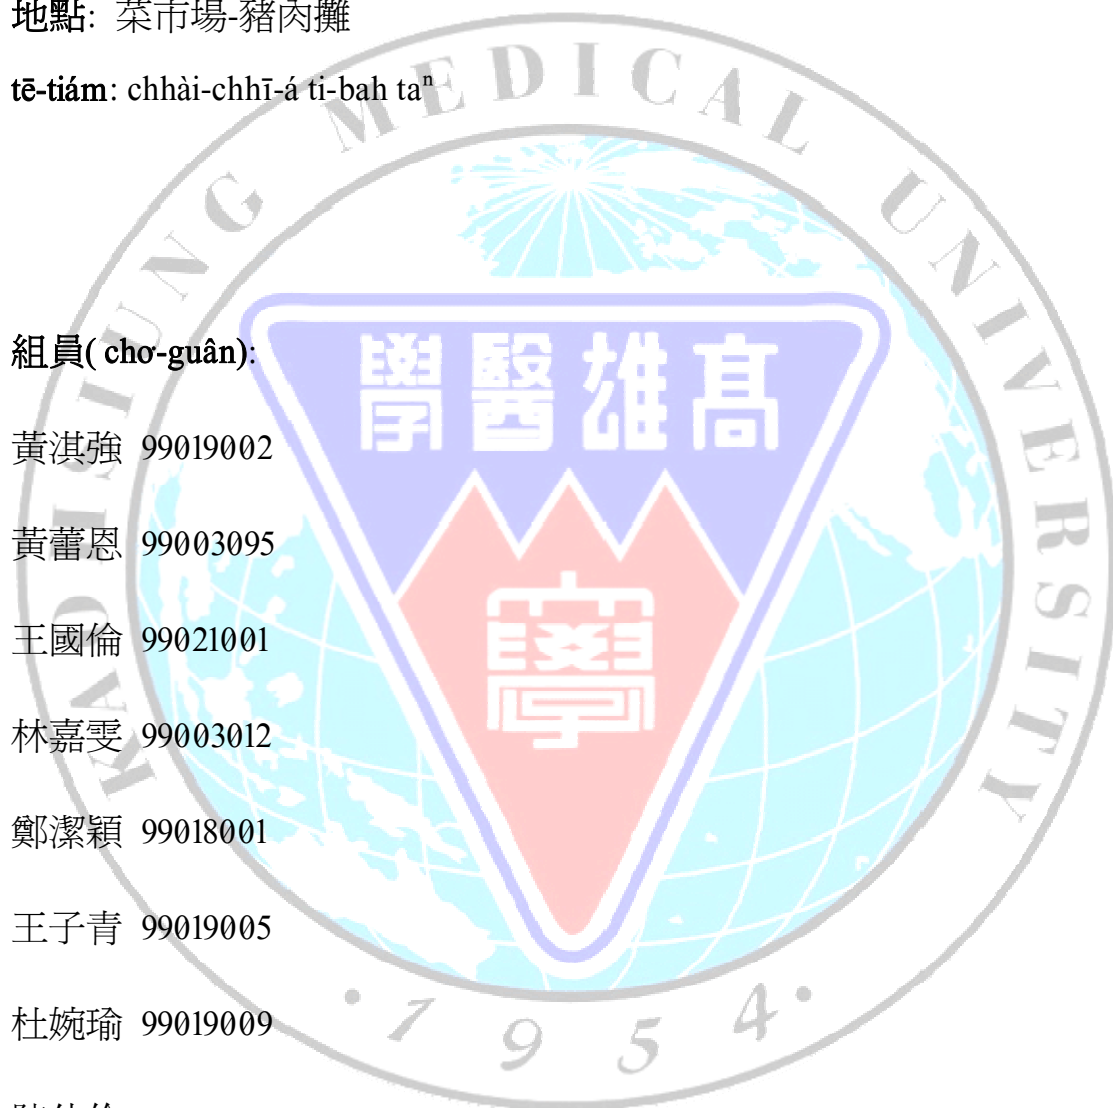 地點: 菜市場-豬肉攤
tē-tiám: chhài-chhī-á ti-bah taⁿ
組員( cho-guân):
黃淇強 99019002
黃蕾恩 99003095
王國倫 99021001
林嘉雯 99003012
鄭潔穎 99018001
王子青 99019005
杜婉瑜 99019009
KAOHSIUNG MEDICAL UNIVERSITY
學醫雄高
學
•1954•